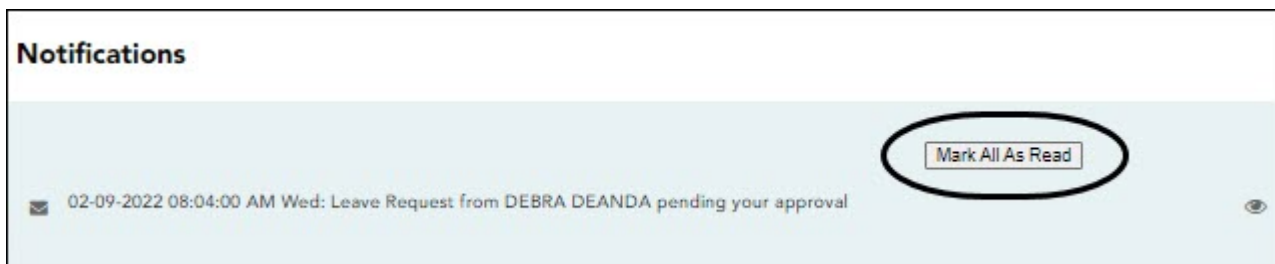 Notifications
Mark All As Read
02-09-2022 08:04:00 AM Wed: Leave Request from DEBRA DEANDA pending your approval